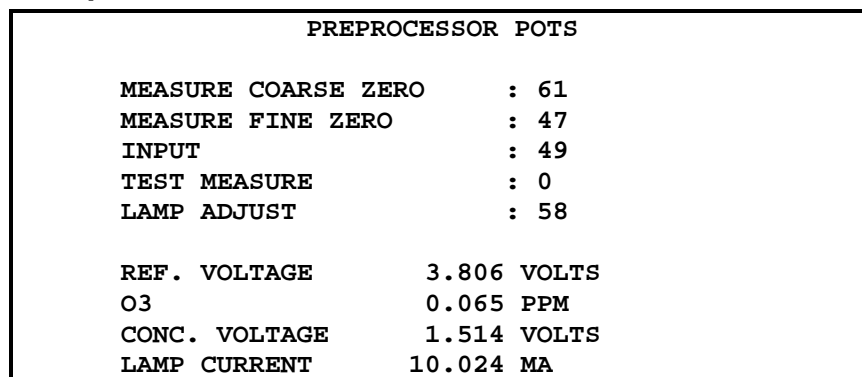 PREPROCESSOR POTS
MEASURE COARSE ZERO : 61
MEASURE FINE ZERO : 47
INPUT : 49
TEST MEASURE : 0
LAMP ADJUST : 58
REF. VOLTAGE 3.806 VOLTS
O3 0.065 PPM
CONC. VOLTAGE 1.514 VOLTS
LAMP CURRENT 10.024 MA